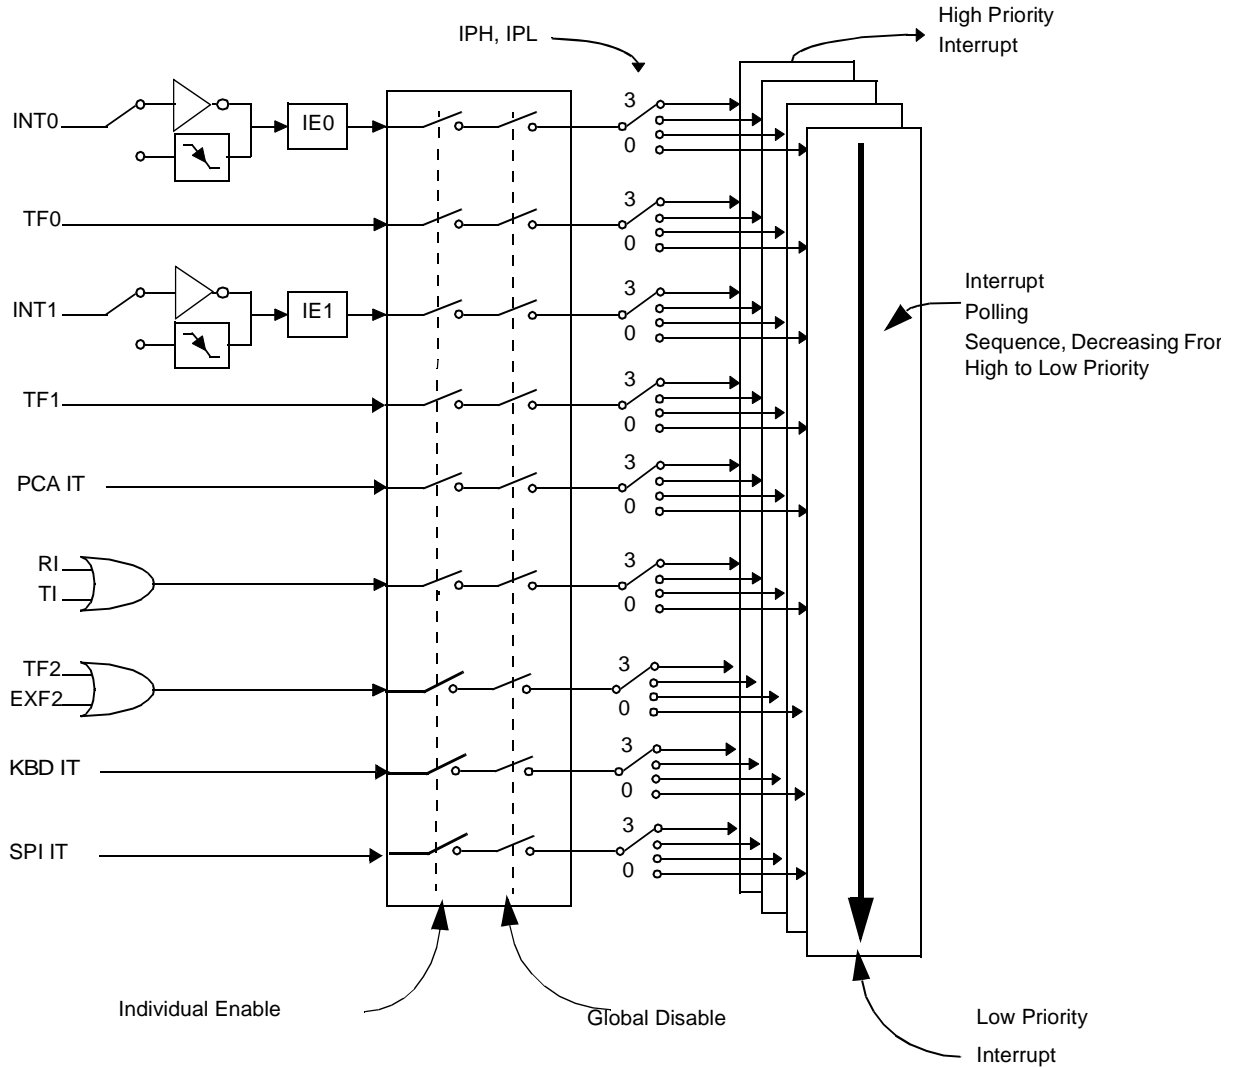 High Priority
Interrupt
IPH, IPL
INT0
IE0
3
0
TF0
3
0
INT1
IE1
3
0
Interrupt
Polling
Sequence, Decreasing Fror
High to Low Priority
TF1
3
0
PCA IT
3
0
RI
TI
3
0
TF2
EXF2
3
0
KBD IT
3
0
SPI IT
3
0
Individual Enable
Global Disable
Low Priority
Interrupt